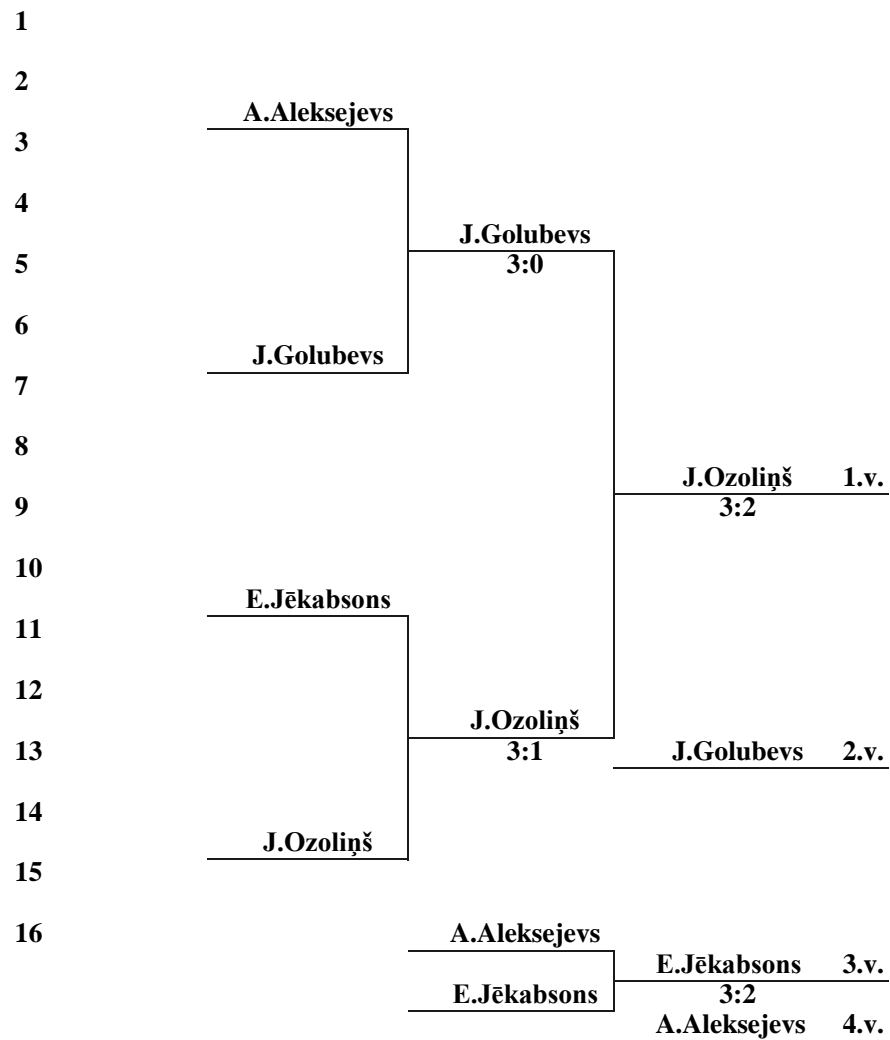 1
2
A.Aleksejevs
3
4
J.Golubevs
5
3:0
6
J.Golubevs
7
8
J.Ozoliņš 1.v.
9
3:2
10
E.Jēkabsons
11
12
J.Ozoliņš
13
3:1
J.Golubevs 2.v.
14
J.Ozoliņš
15
16
A.Aleksejevs
E.Jēkabsons 3.v.
E.Jēkabsons
3:2
A.Aleksejevs 4.v.